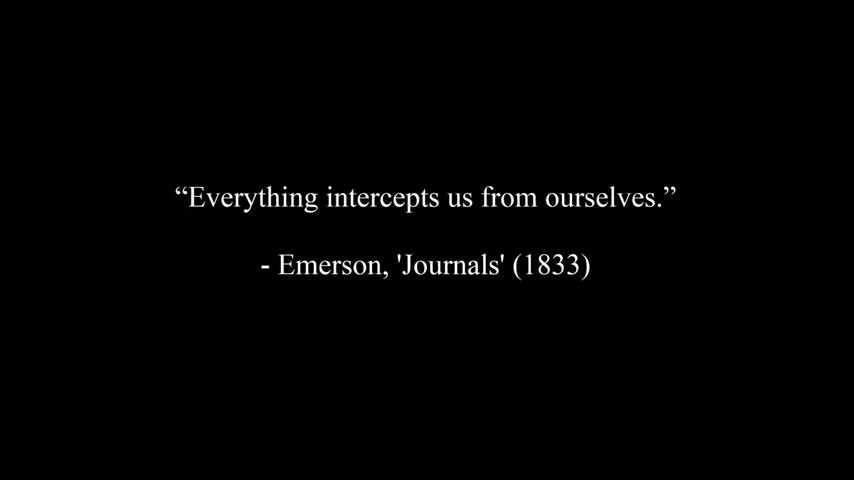 “Everything intercepts us from ourselves.”
- Emerson, 'Journals' (1833)